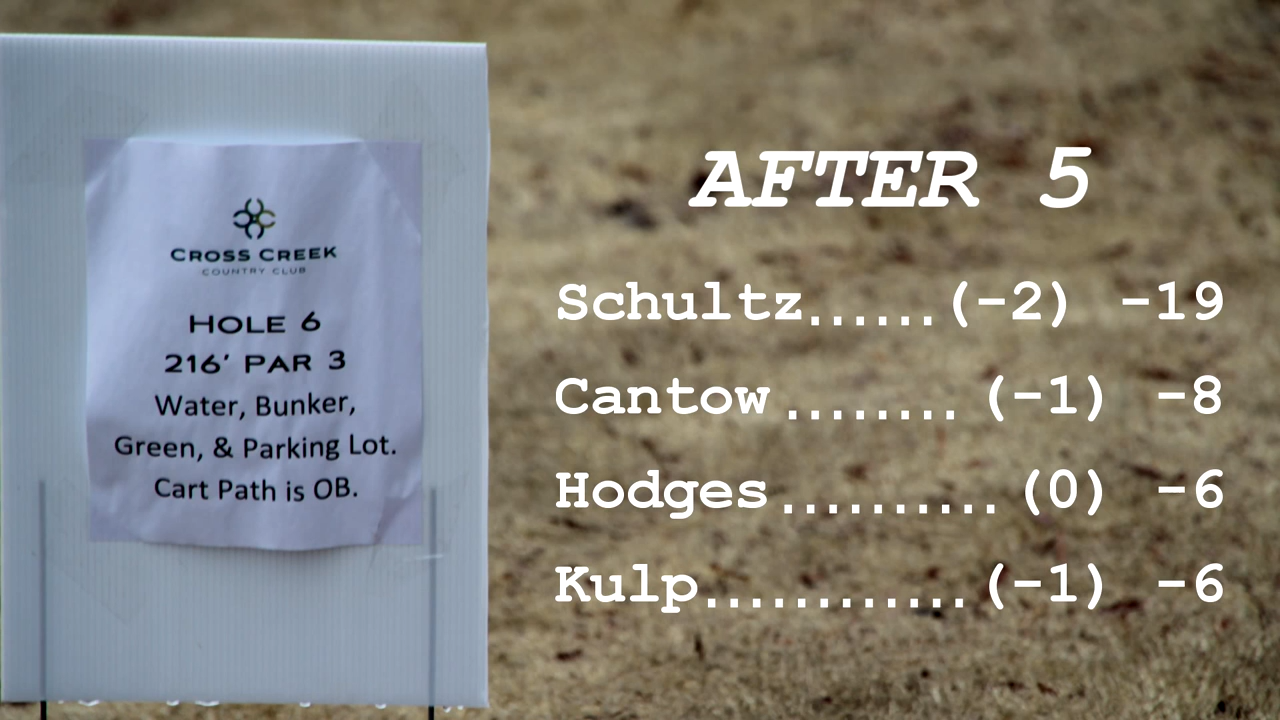 CROSS CREEK
COUNTRY CLUB
HOLE 6
216' PAR 3
Water, Bunker,
Green, & Parking Lot.
Cart Path is OB.
AFTER 5
Schultz......(-2) -19
Cantow........(-1) -8
Hodges..........(0) -6
Kulp............(-1) -6